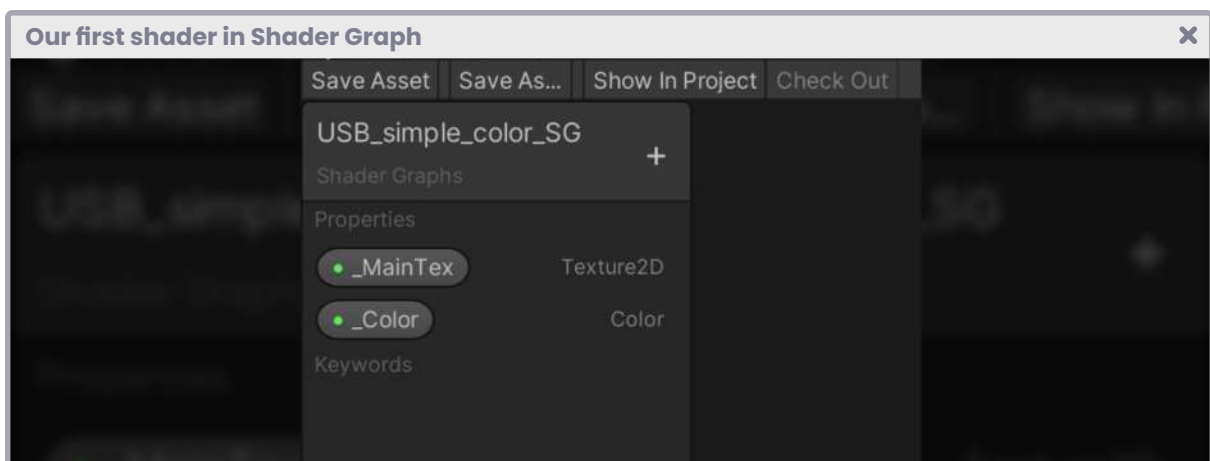 Our first shader in Shader Graph
Save Asset Save As... Show In Project Check Out
USB_simple_color_SG
+
Shader Graphs
Properties
_MainTex Texture2D
_Color Color
Keywords